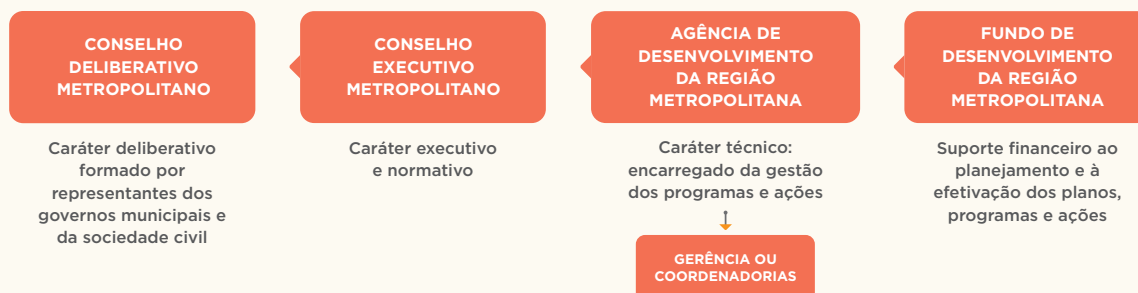 CONSELHO
DELIBERATIVO
METROPOLITANO
Caráter deliberativo
formado por
representantes dos
governos municipais e
da sociedade civil
CONSELHO
EXECUTIVO
METROPOLITANO
Caráter executivo
e normativo
AGÊNCIA DE
DESENVOLVIMENTO
DA REGIÃO
METROPOLITANA
Caráter técnico:
encarregado da gestão
dos programas e ações
GERÊNCIA OU
COORDENADORIAS
FUNDO DE
DESENVOLVIMENTO
DA REGIÃO
METROPOLITANA
Suporte financeiro ao
planejamento e à
efetivação dos planos,
programas e ações